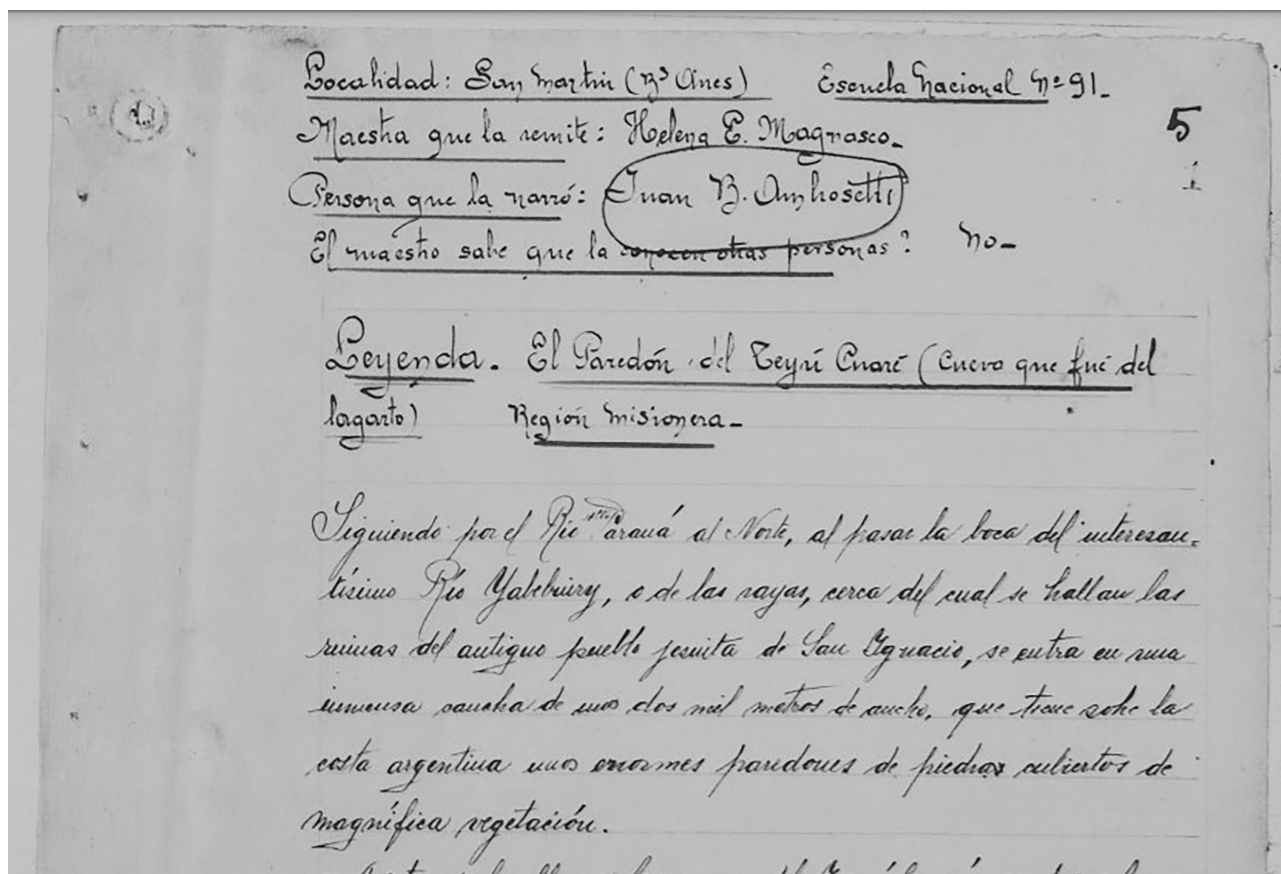 Localidad: San Martin (Bs Aires) Escuela Nacional Nº 91_
5
Maestra que la remite: Helena E. Magnasco_
1
Persona que la narró: Juan B. Ambrosetti
El maestro sabe que la conocen otras personas? No_
Leyenda. El Paredón del Teyú Cuaré (Cueva que fué del
lagarto) Región Misionera_
Siguiendo por el Río Paraná al Norte, al pasar la boca del interesan-
tísimo Río Yabebuiry, o de las rayas, cerca del cual se hallan las
ruinas del antiguo pueblo jesuita de San Ignacio, se entra en una
inmensa cancha de unos dos mil metros de ancho, que tiene sobre la
costa argentina unos enormes paredones de piedras cubiertos de
magnífica vegetación.